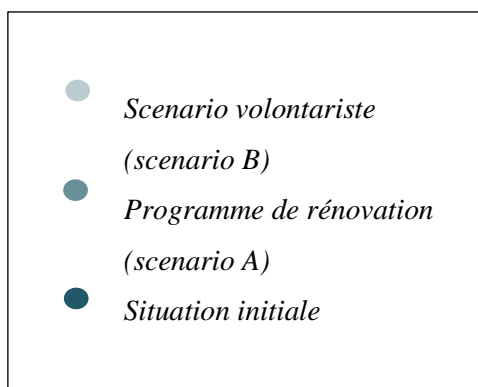 Scenario volontariste
(scenario B)
Programme de rénovation
(scenario A)
Situation initiale